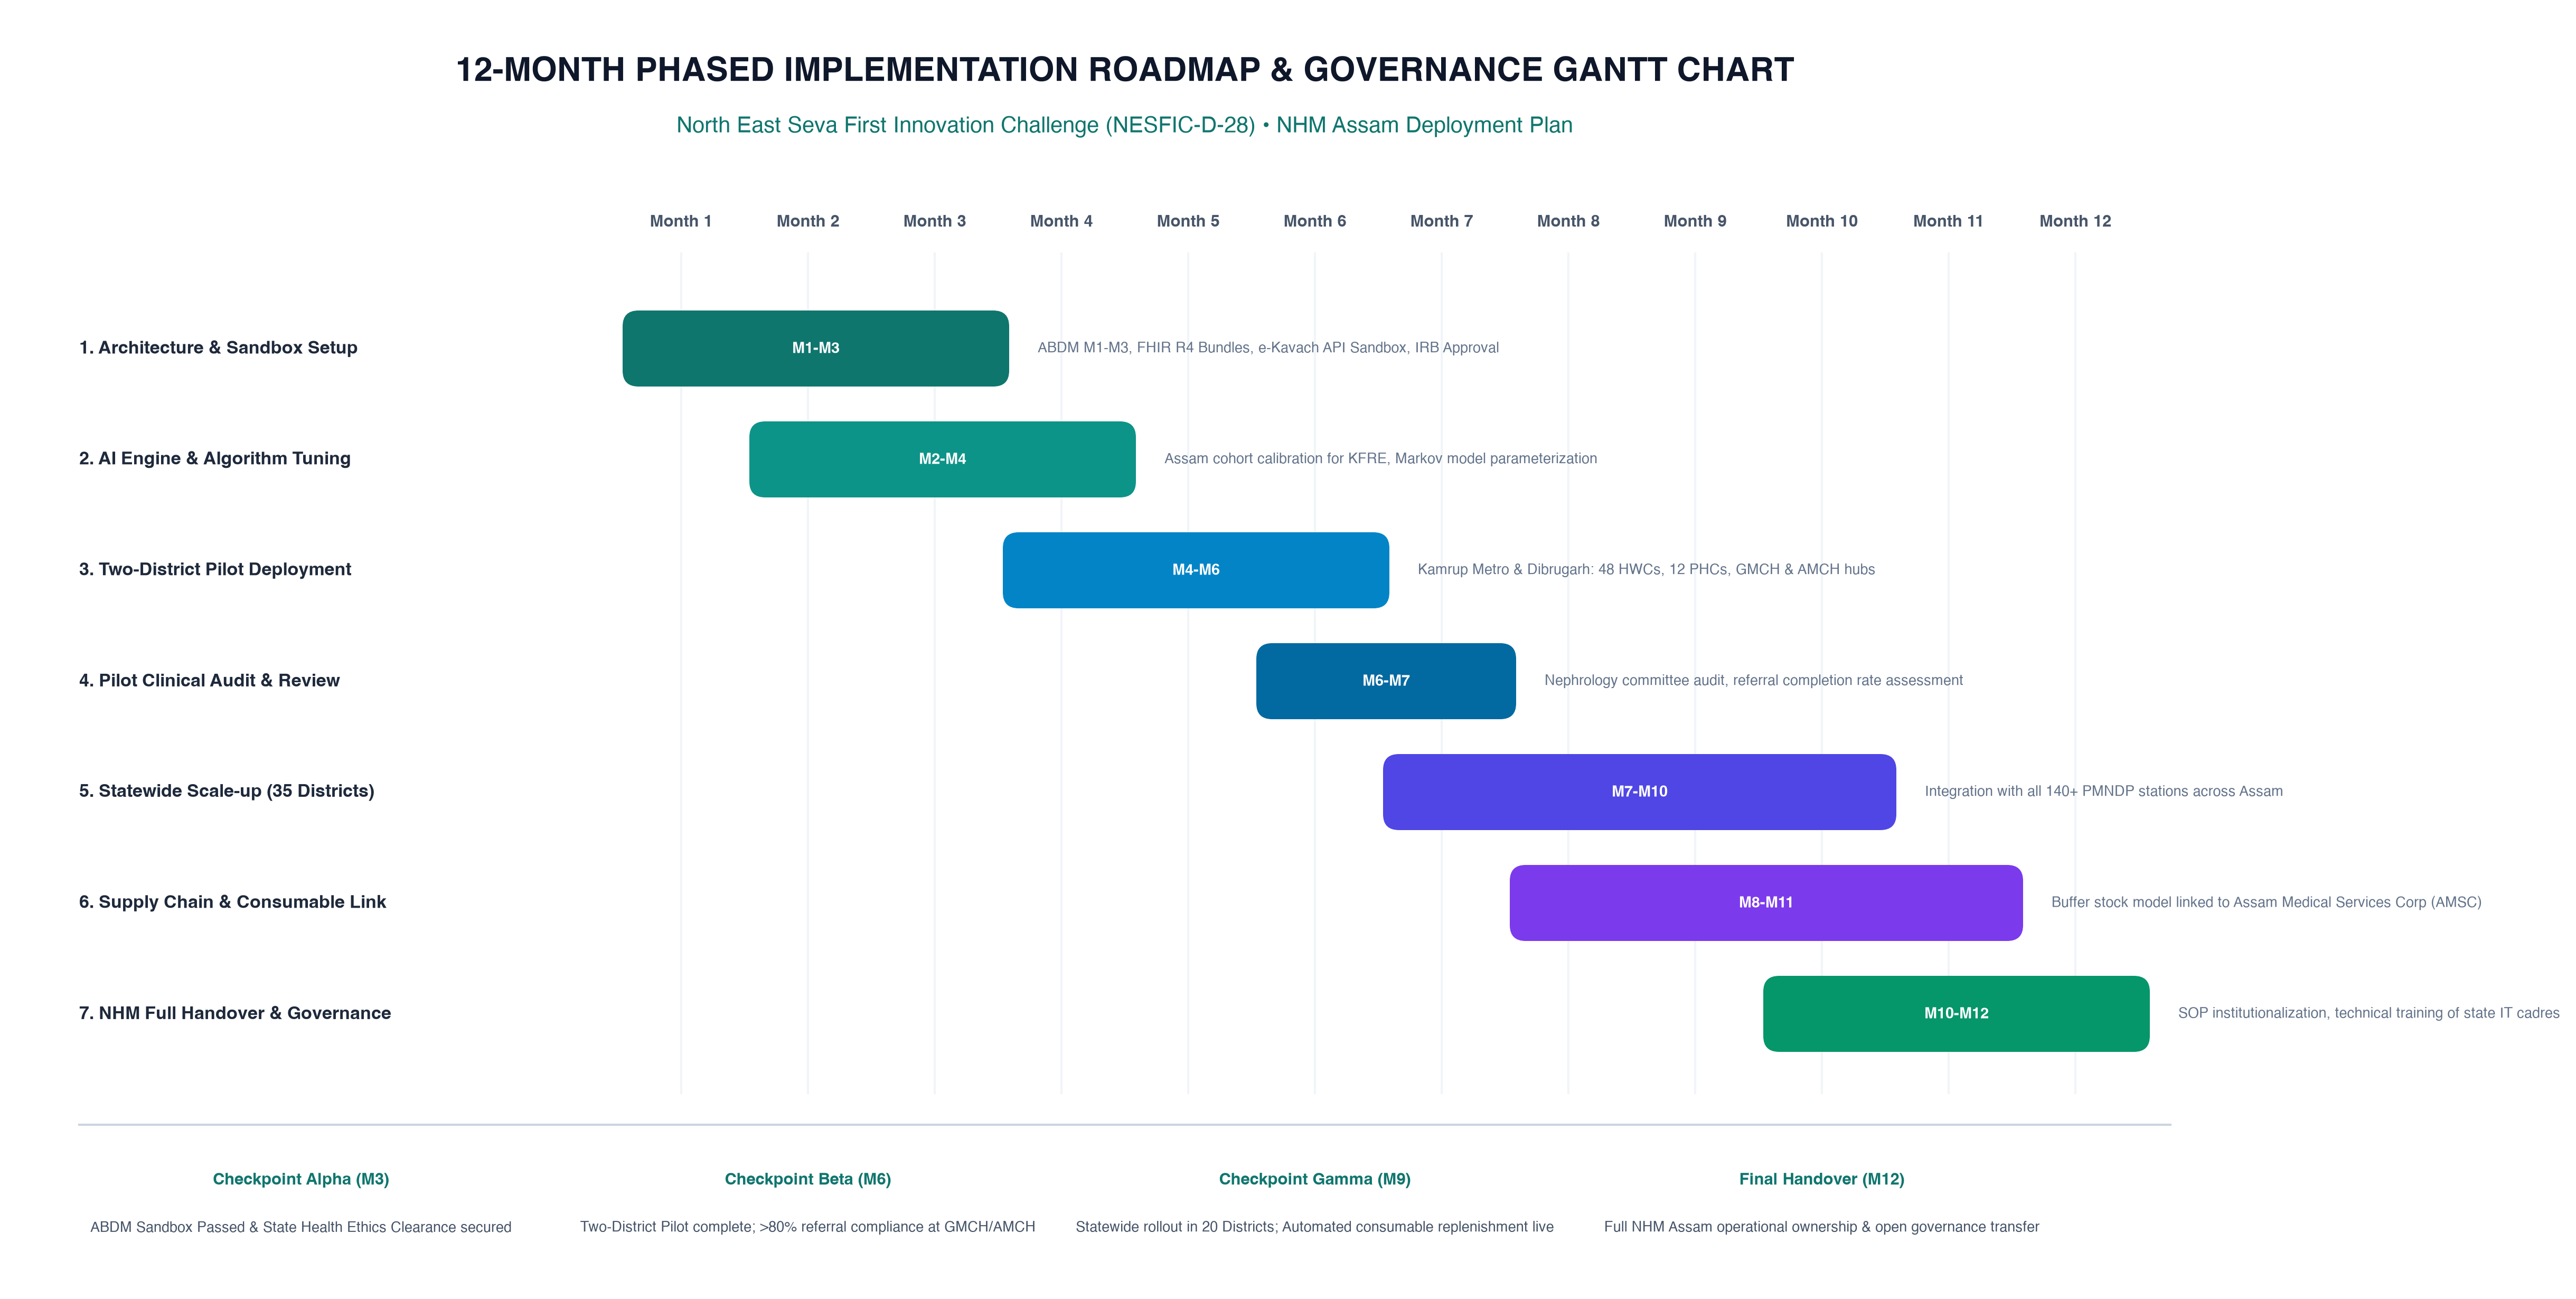 12-MONTH PHASED IMPLEMENTATION ROADMAP & GOVERNANCE GANTT CHART
North East Seva First Innovation Challenge (NESFIC-D-28) • NHM Assam Deployment Plan
Month 1 Month 2 Month 3 Month 4 Month 5 Month 6 Month 7 Month 8 Month 9 Month 10 Month 11 Month 12
1. Architecture & Sandbox Setup M1-M3 ABDM M1-M3, FHIR R4 Bundles, e-Kavach API Sandbox, IRB Approval
2. AI Engine & Algorithm Tuning M2-M4 Assam cohort calibration for KFRE, Markov model parameterization
3. Two-District Pilot Deployment M4-M6 Kamrup Metro & Dibrugarh: 48 HWCs, 12 PHCs, GMCH & AMCH hubs
4. Pilot Clinical Audit & Review M6-M7 Nephrology committee audit, referral completion rate assessment
5. Statewide Scale-up (35 Districts) M7-M10 Integration with all 140+ PMNDP stations across Assam
6. Supply Chain & Consumable Link M8-M11 Buffer stock model linked to Assam Medical Services Corp (AMSC)
7. NHM Full Handover & Governance M10-M12 SOP institutionalization, technical training of state IT cadres
Checkpoint Alpha (M3) Checkpoint Beta (M6) Checkpoint Gamma (M9) Final Handover (M12)
ABDM Sandbox Passed & State Health Ethics Clearance secured Two-District Pilot complete; >80% referral compliance at GMCH/AMCH Statewide rollout in 20 Districts; Automated consumable replenishment live Full NHM Assam operational ownership & open governance transfer